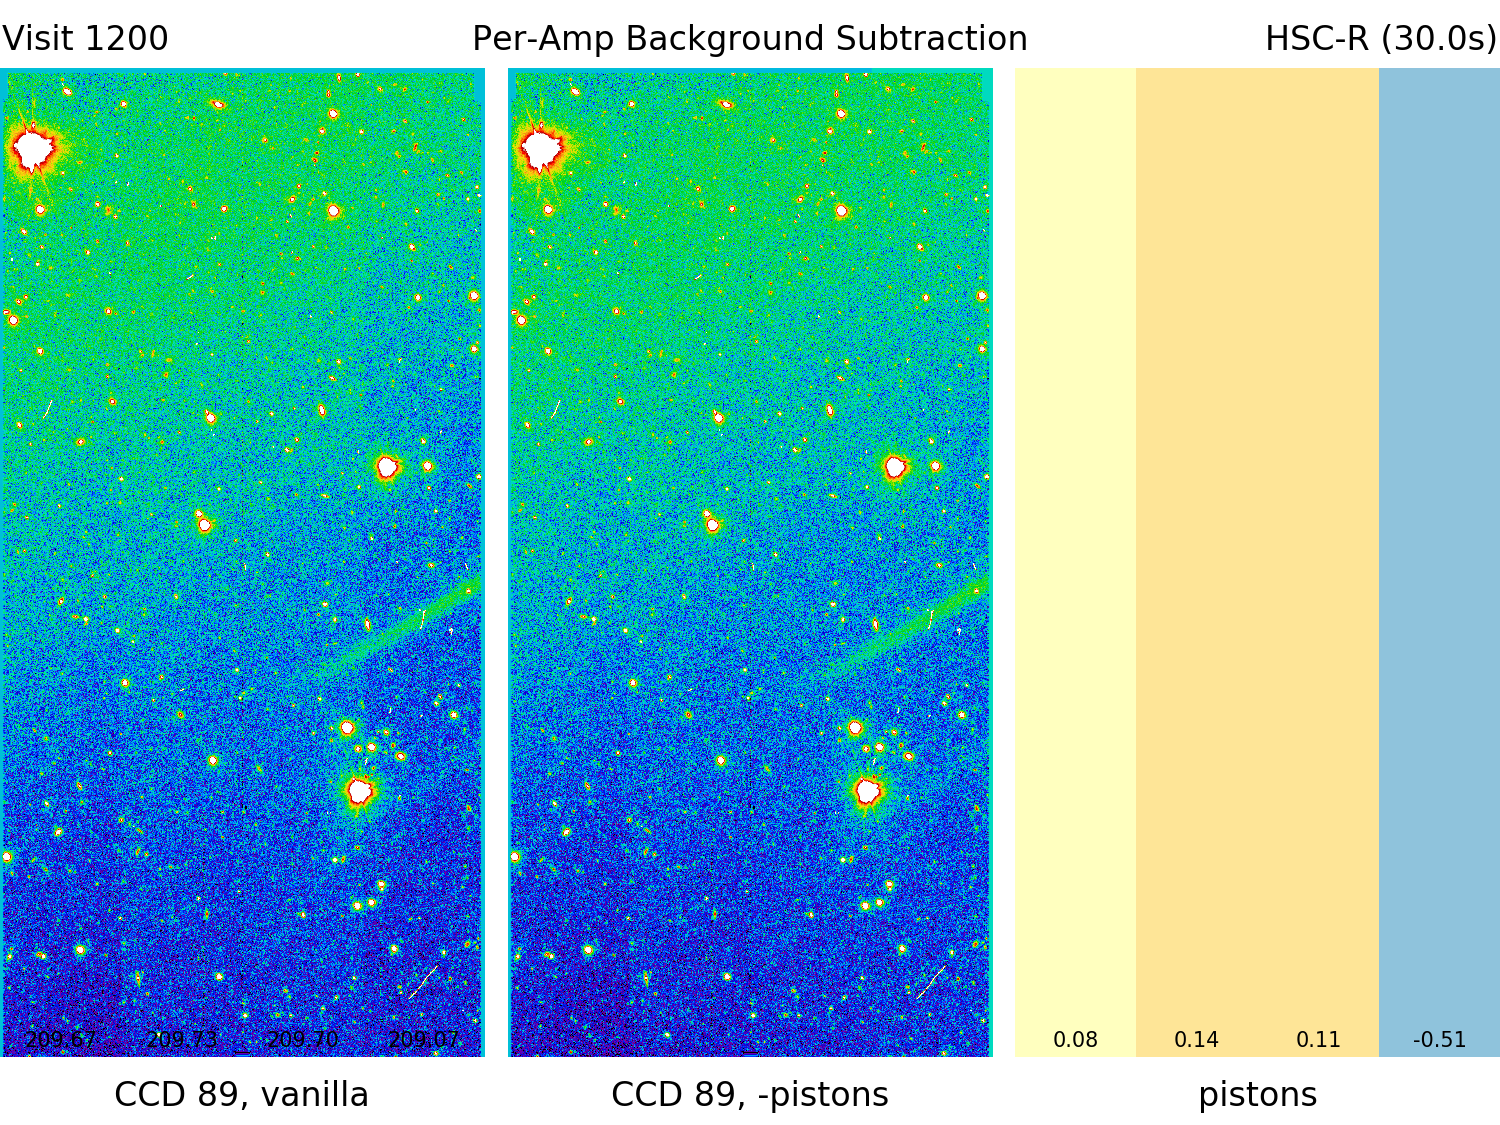 Visit 1200 Per-Amp Background Subtraction HSC-R (30.0s)
209.67 209.73 209.70 209.07 0.08 0.14 0.11 -0.51
CCD 89, vanilla CCD 89, -pistons pistons